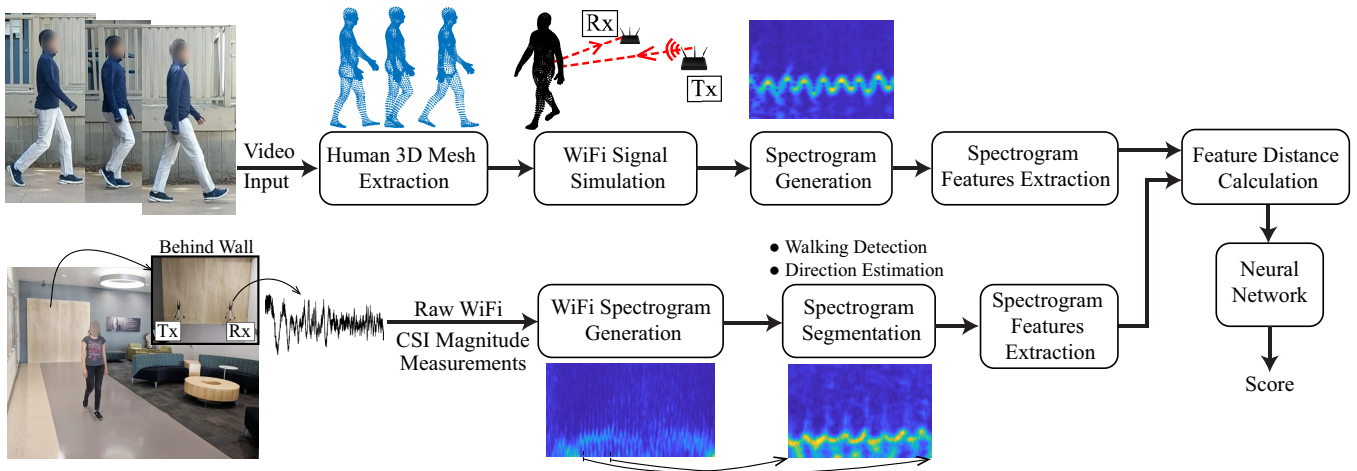 Rx
Tx
Video
Input
Human 3D Mesh
Extraction
WiFi Signal
Simulation
Spectrogram
Generation
Spectrogram
Features Extraction
Feature Distance
Calculation
Behind Wall
Tx
Rx
Raw WiFi
CSI Magnitude
Measurements
WiFi Spectrogram
Generation
● Walking Detection
● Direction Estimation
Spectrogram
Segmentation
Spectrogram
Features
Extraction
Neural
Network
Score